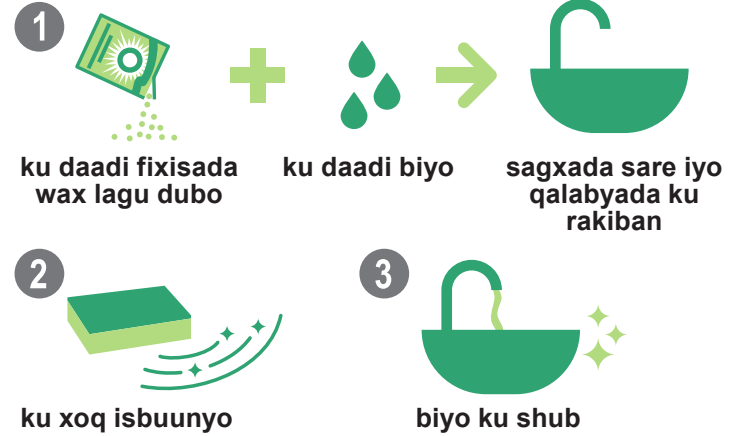 1
ku daadi fixisada
wax lagu dubo
ku daadi biyo
sagxada sare iyo
qalabyada ku
rakiban
2
ku xoq isbuunyo
3
biyo ku shub